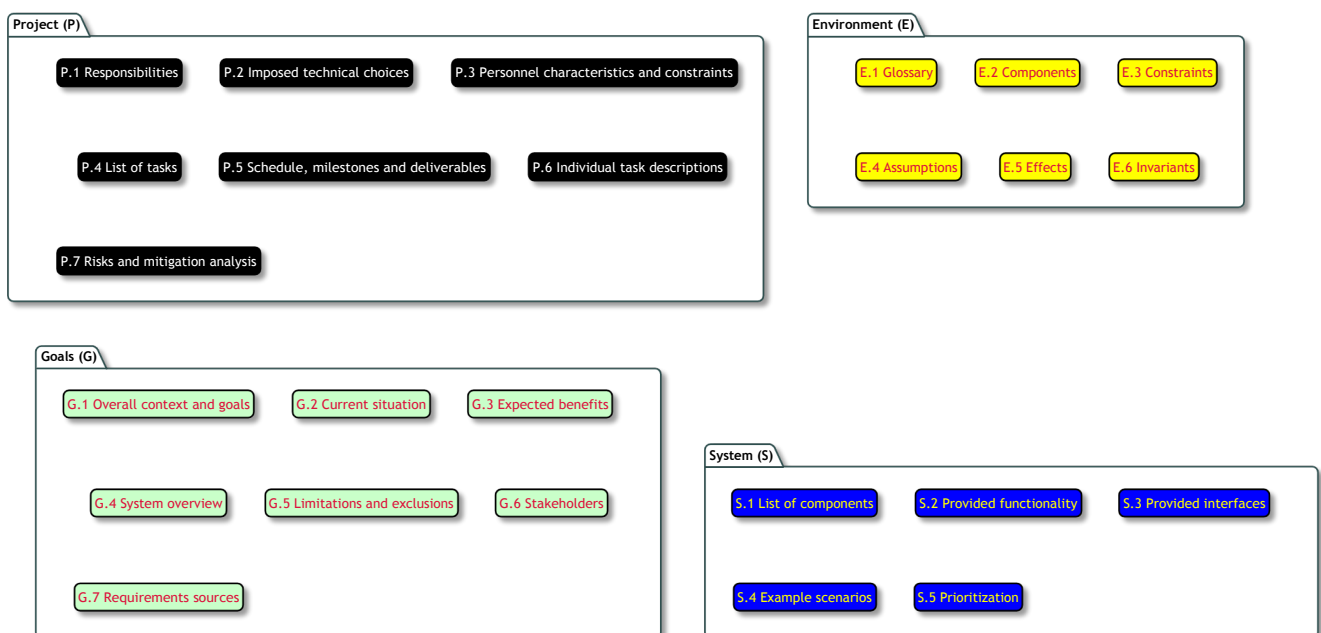 Project (P)
P.1 Responsibilities
P.2 Imposed technical choices
P.3 Personnel characteristics and constraints
P.4 List of tasks
P.5 Schedule, milestones and deliverables
P.6 Individual task descriptions
P.7 Risks and mitigation analysis
Environment (E)
E.1 Glossary
E.2 Components
E.3 Constraints
E.4 Assumptions
E.5 Effects
E.6 Invariants
Goals (G)
G.1 Overall context and goals
G.2 Current situation
G.3 Expected benefits
G.4 System overview
G.5 Limitations and exclusions
G.6 Stakeholders
G.7 Requirements sources
System (S)
S.1 List of components
S.2 Provided functionality
S.3 Provided interfaces
S.4 Example scenarios
S.5 Prioritization